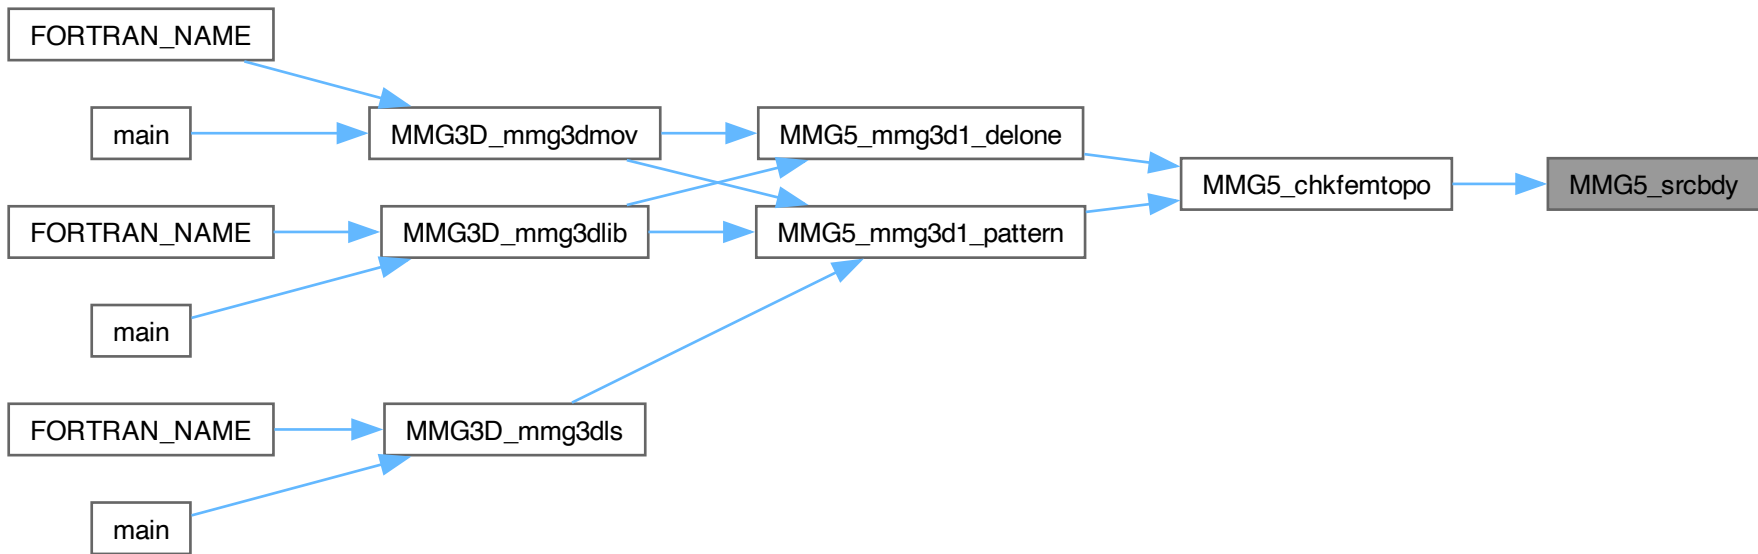 FORTRAN_NAME
main
MMG3D_mmg3dmov
MMG5_mmg3d1_delone
MMG5_chkfemtopo
MMG5_srcbdy
FORTRAN_NAME
MMG3D_mmg3dlib
MMG5_mmg3d1_pattern
main
FORTRAN_NAME
MMG3D_mmg3dls
main